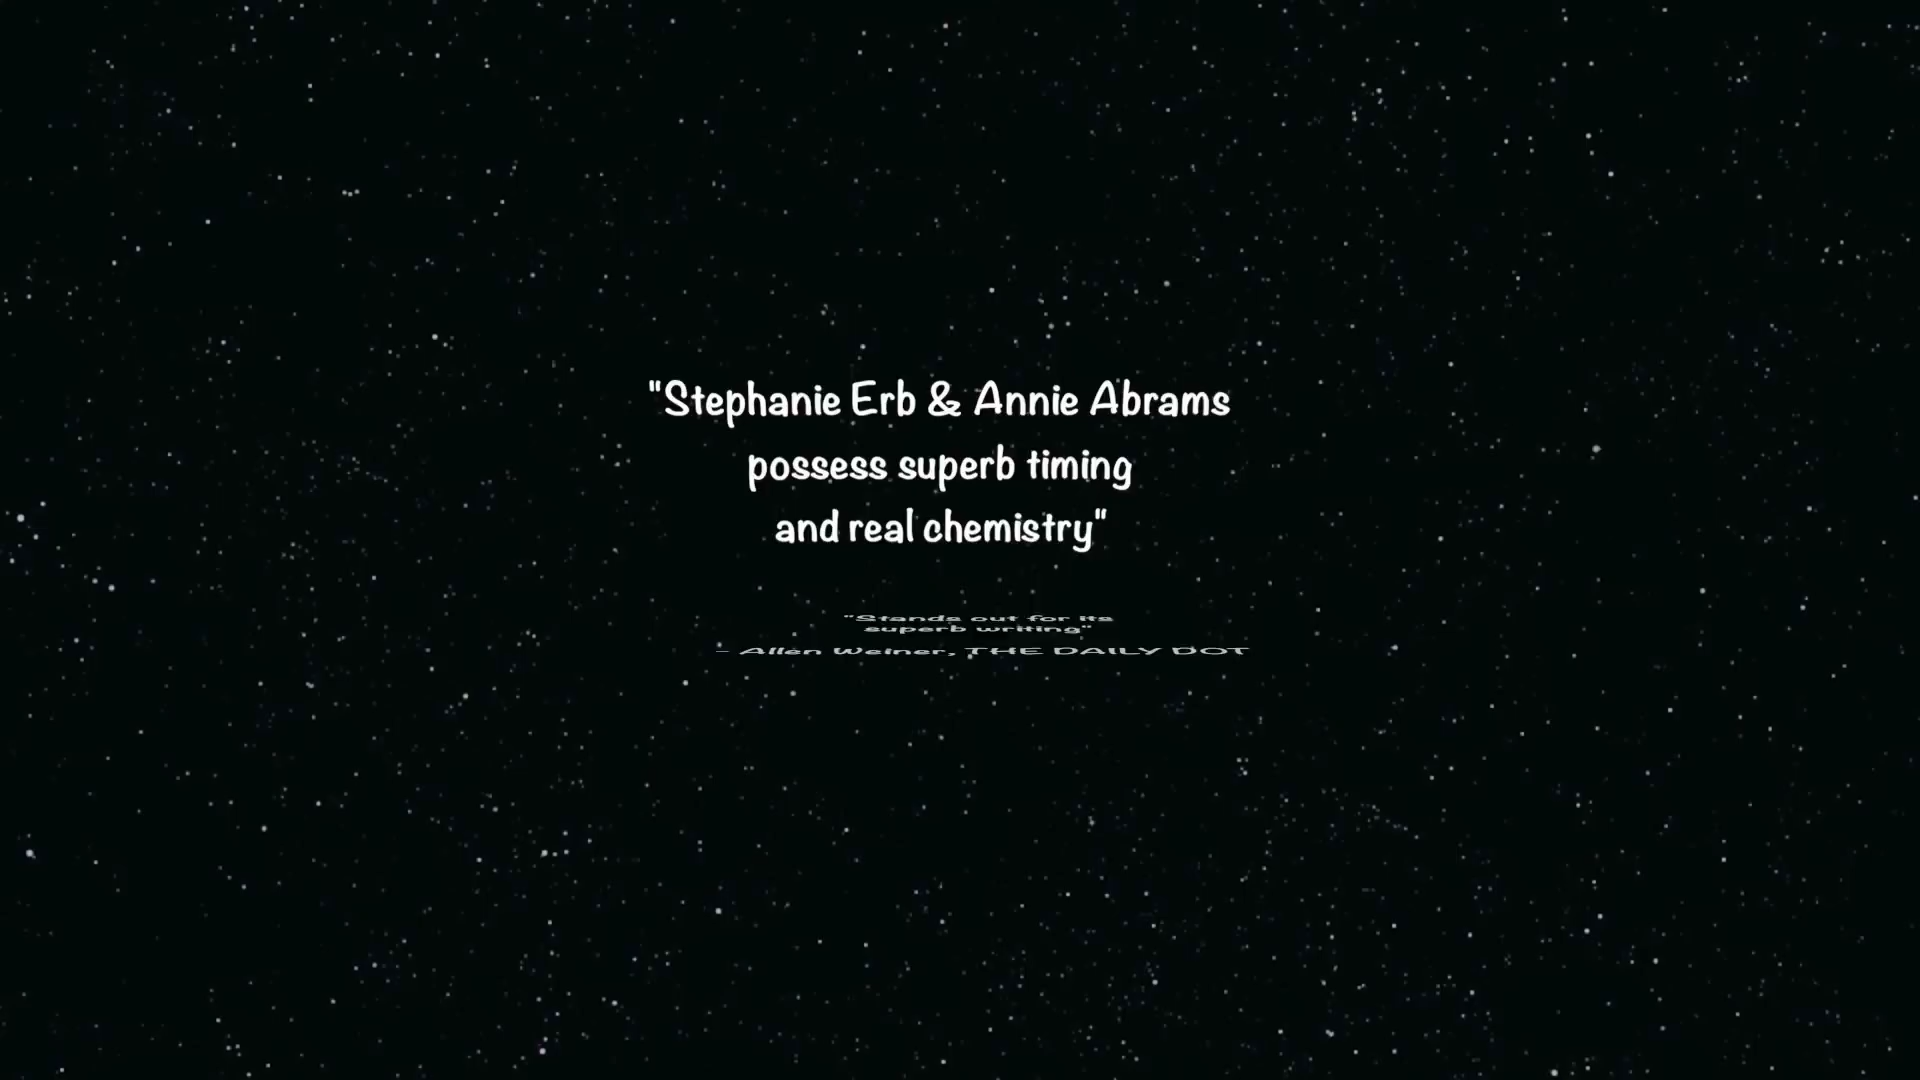 "Stephanie Erb & Annie Abrams
possess superb timing
and real chemistry"
"Stands out for its
superb writing"
- Allen Weiner, THE DAILY DOT